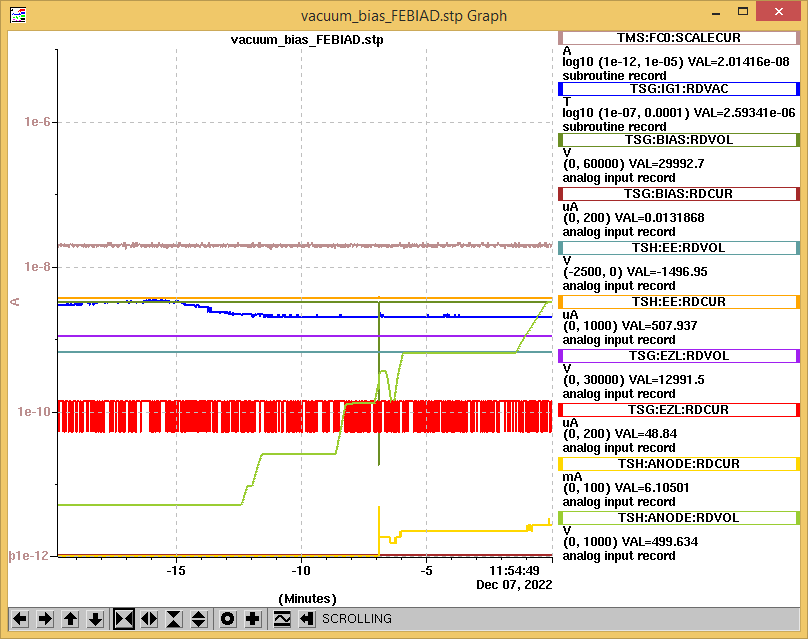 vacuum_bias_FEBIAD.stp Graph
vacuum_bias_FEBIAD.stp
1e-6
1e-8
A
1e-10
1e-12
-15
-10
-5
11:54:49
Dec 07, 2022
(Minutes)
TMS:FC0:SCALECUR
A
log10 (1e-12, 1e-05) VAL=2.01416e-08
subroutine record
TSG:IG1:RDVAC
T
log10 (1e-07, 0.0001) VAL=2.59341e-06
subroutine record
TSG:BIAS:RDVOL
V
(0, 60000) VAL=29992.7
analog input record
TSG:BIAS:RDCUR
uA
(0, 200) VAL=0.0131868
analog input record
TSH:EE:RDVOL
V
(-2500, 0) VAL=-1496.95
analog input record
TSH:EE:RDCUR
uA
(0, 1000) VAL=507.937
analog input record
TSG:EZL:RDVOL
V
(0, 30000) VAL=12991.5
analog input record
TSG:EZL:RDCUR
uA
(0, 200) VAL=48.84
analog input record
TSH:ANODE:RDCUR
mA
(0, 100) VAL=6.10501
analog input record
TSH:ANODE:RDVOL
V
(0, 1000) VAL=499.634
analog input record
SCROLLING